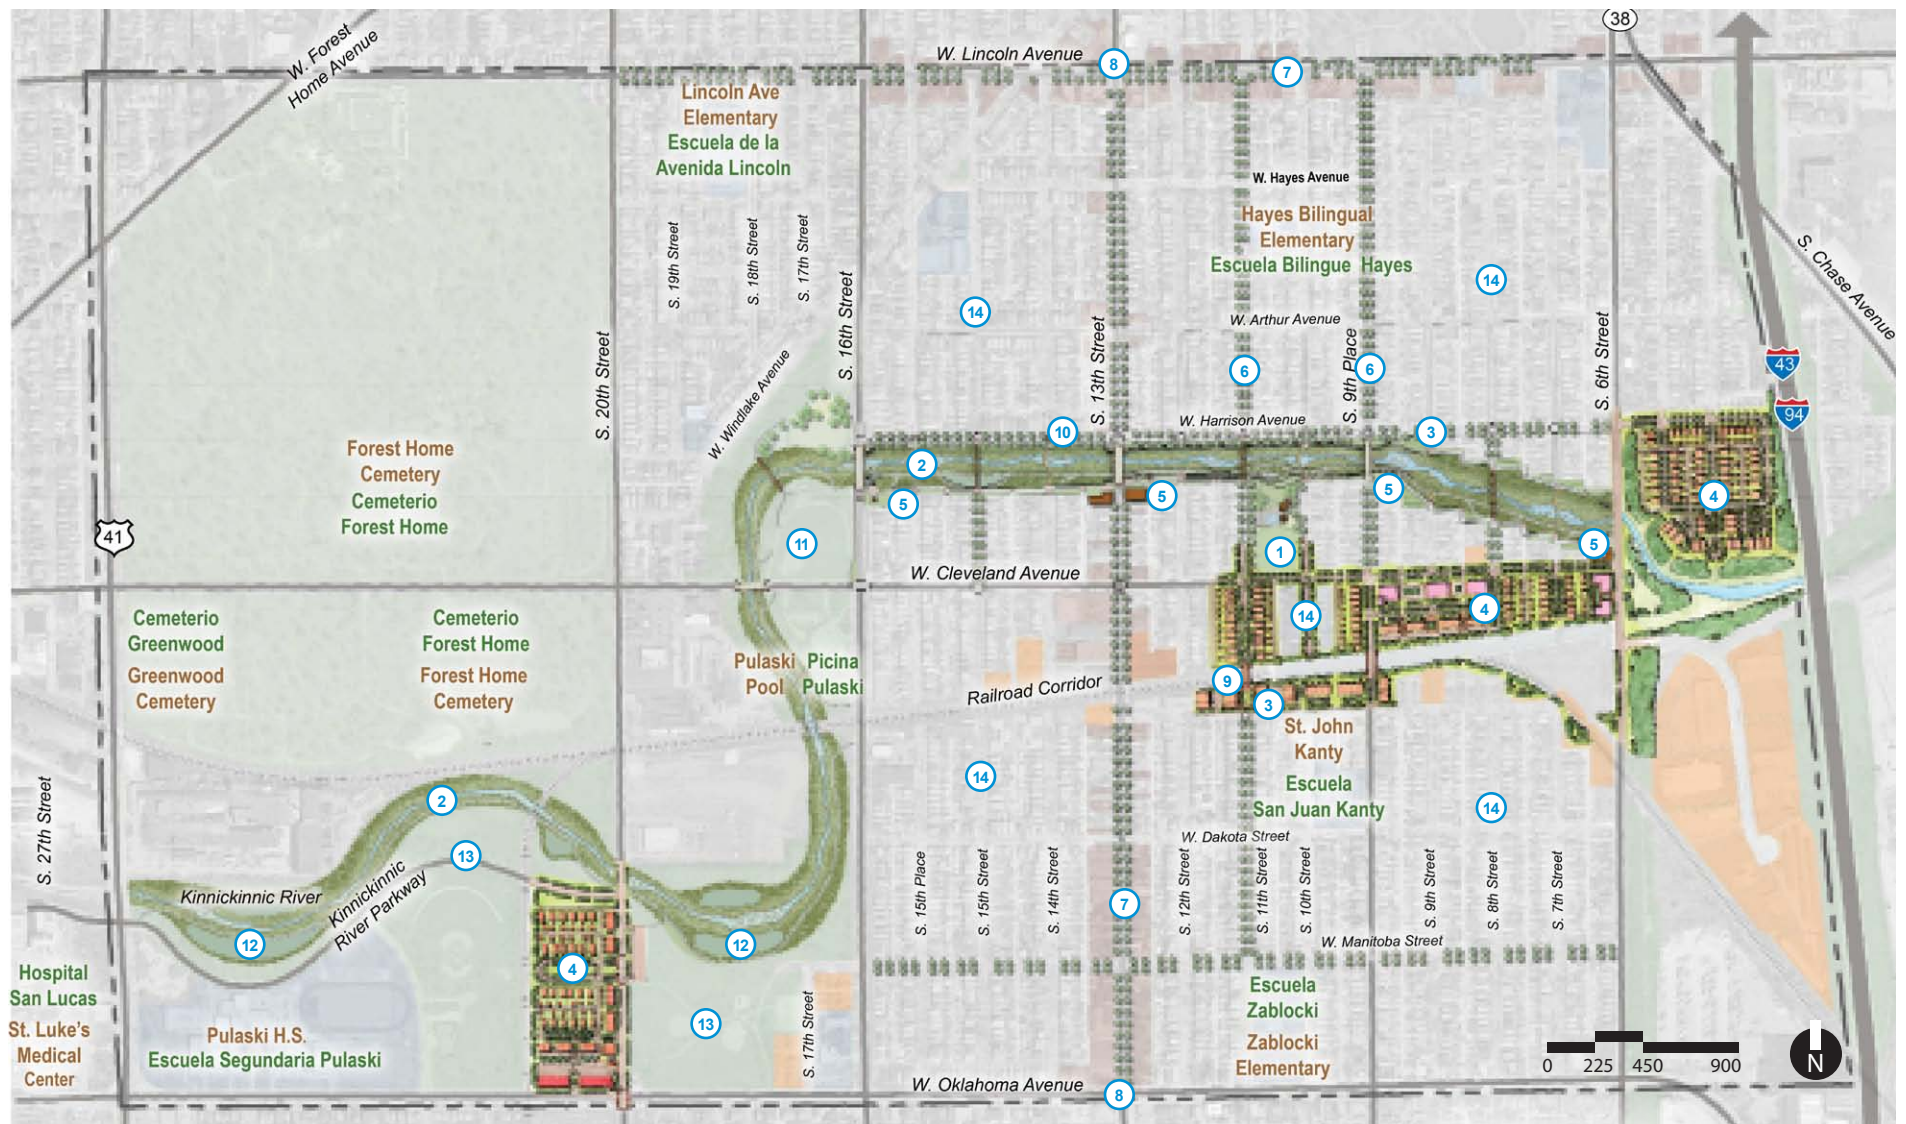 38
W. Forest
Home Avenue
W. Lincoln Avenue
8
7
Lincoln Ave
Elementary
Escuela de la
Avenida Lincoln
W. Hayes Avenue
Hayes Bilingual
Elementary
Escuela Bilingue Hayes
S. 19th Street
S. 18th Street
S. 17th Street
S. 16th Street
S. Chase Avenue
14
14
W. Arthur Avenue
S. 20th Street
S. 13th Street
S. 9th Place
S. 6th Street
43
94
6
6
W. Windlake Avenue
W. Harrison Avenue
10
3
Forest Home
Cemetery
Cemeterio
Forest Home
2
5
5
5
4
41
11
1
5
W. Cleveland Avenue
Cemeterio
Greenwood
Greenwood
Cemetery
Cemeterio
Forest Home
Forest Home
Cemetery
14
4
Pulaski
Pool
Picina
Pulaski
Railroad Corridor
9
3
St. John
Kanty
Escuela
San Juan Kanty
14
14
2
13
S. 27th Street
W. Dakota Street
S. 15th Place
S. 15th Street
S. 14th Street
S. 12th Street
S. 11th Street
S. 10th Street
S. 9th Street
S. 8th Street
S. 7th Street
Kinnickinnic River
Kinnickinnic
River Parkway
7
12
12
W. Manitoba Street
4
Hospital
San Lucas
St. Luke's
Medical
Center
Escuela
Zablocki
Zablocki
Elementary
13
S. 17th Street
Pulaski H.S.
Escuela Segundaria Pulaski
W. Oklahoma Avenue
8
0 225 450 900
N